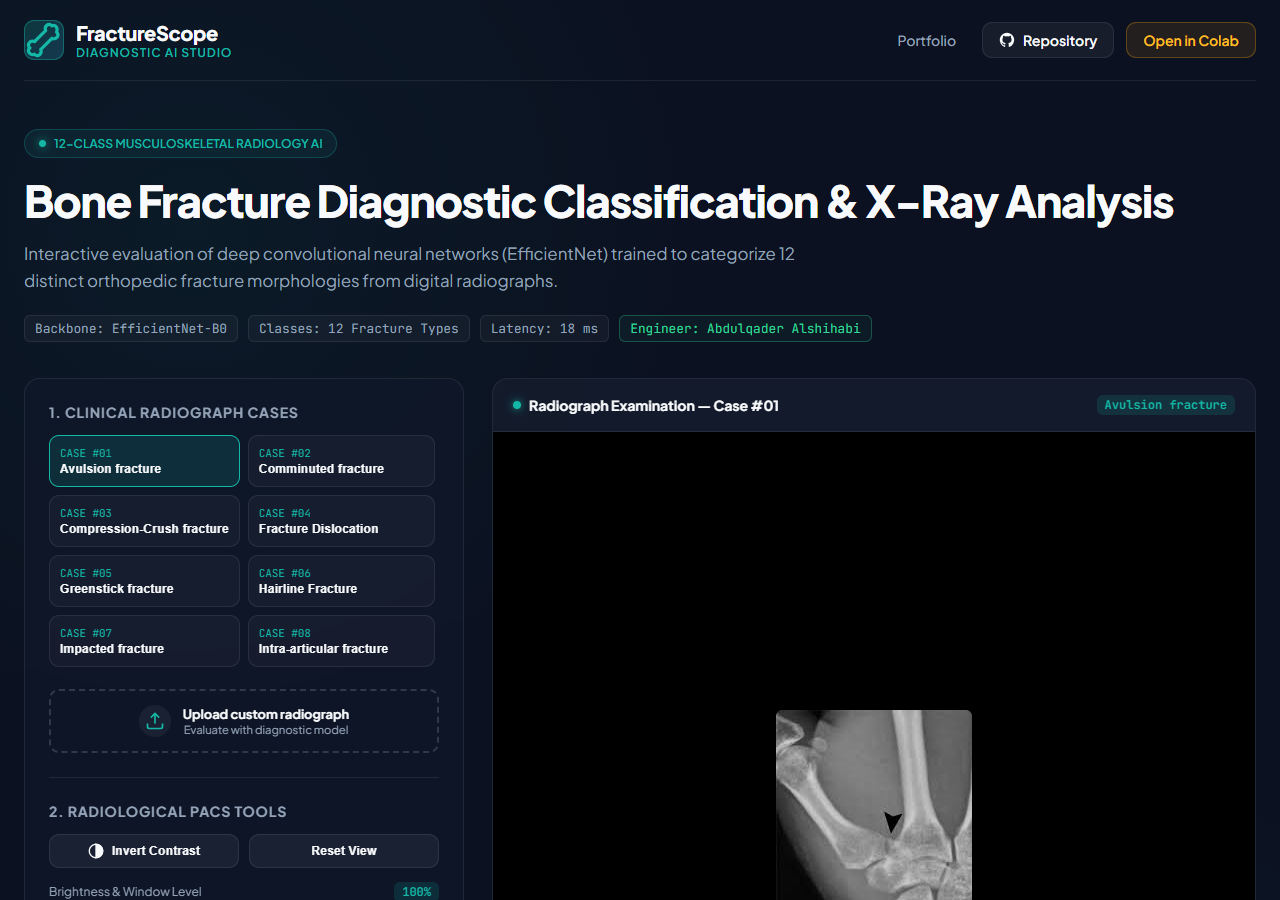 FractureScope
DIAGNOSTIC AI STUDIO
Portfolio
Repository
Open in Colab
12-CLASS MUSCULOSKELETAL RADIOLOGY AI
Bone Fracture Diagnostic Classification & X-Ray Analysis
Interactive evaluation of deep convolutional neural networks (EfficientNet) trained to categorize 12
distinct orthopedic fracture morphologies from digital radiographs.
Backbone: EfficientNet-B0
Classes: 12 Fracture Types
Latency: 18 ms
Engineer: Abdulqader Alshihabi
1. CLINICAL RADIOGRAPH CASES
CASE #01
Avulsion fracture
CASE #02
Comminuted fracture
CASE #03
Compression-Crush fracture
CASE #04
Fracture Dislocation
CASE #05
Greenstick fracture
CASE #06
Hairline Fracture
CASE #07
Impacted fracture
CASE #08
Intra-articular fracture
Upload custom radiograph
Evaluate with diagnostic model
2. RADIOLOGICAL PACS TOOLS
Invert Contrast
Reset View
Brightness & Window Level
100%
Radiograph Examination — Case #01
Avulsion fracture